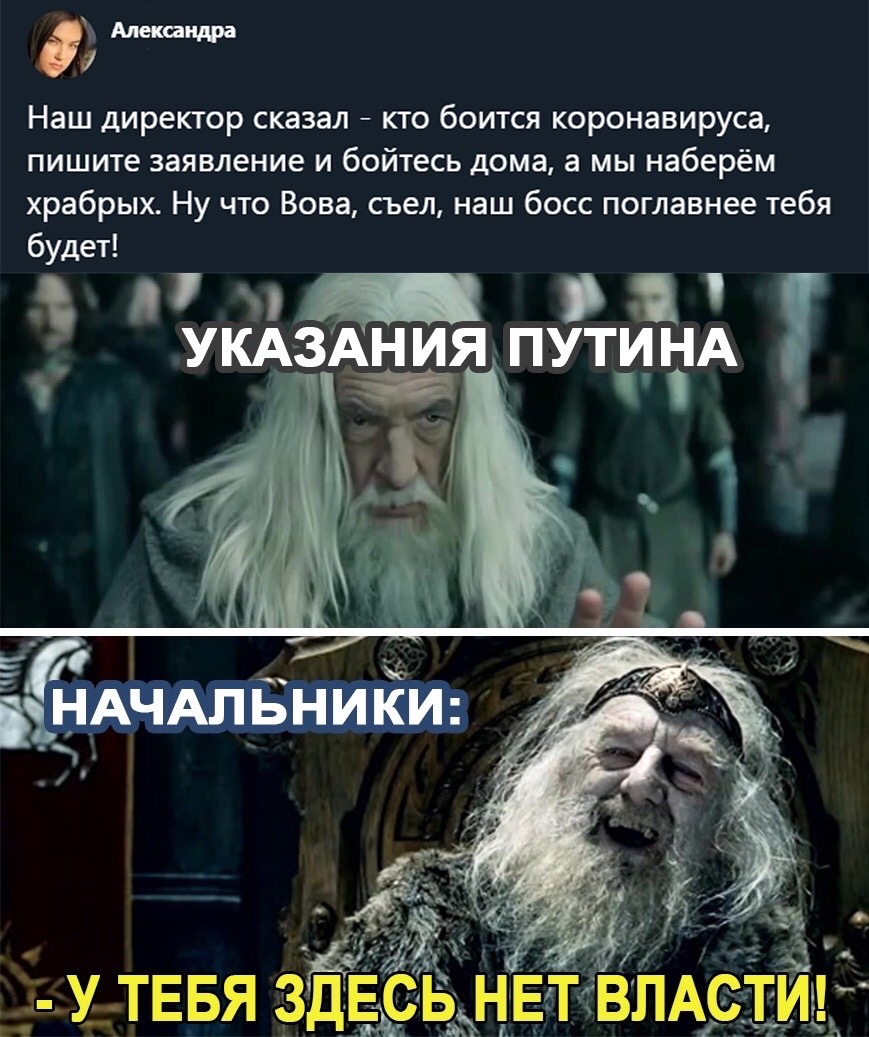 Александра
Наш директор сказал - кто боится коронавируса,
пишите заявление и бойтесь дома, а мы наберём
храбрых. Ну что Вова, съел, наш босс поглавнее тебя
будет!
УКАЗАНИЯ ПУТИНА
НАЧАЛЬНИКИ:
- У ТЕБЯ ЗДЕСЬ НЕТ ВЛАСТИ!